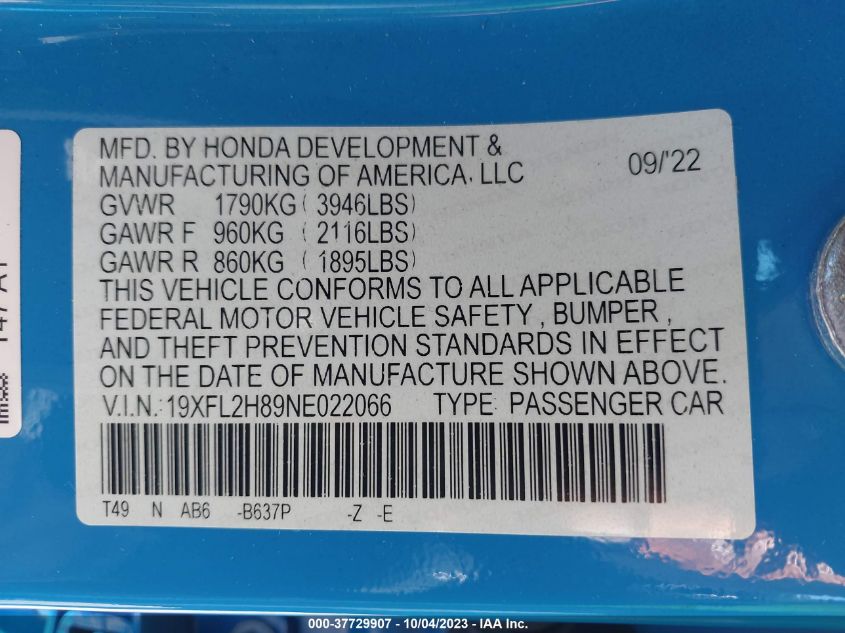 MFD. BY HONDA DEVELOPMENT &
MANUFACTURING OF AMERICA, LLC
09/'22
GVWR 1790KG ( 3946LBS)
GAWR F 960KG ( 2116LBS)
GAWR R 860KG ( 1895LBS)
THIS VEHICLE CONFORMS TO ALL APPLICABLE
FEDERAL MOTOR VEHICLE SAFETY , BUMPER ,
AND THEFT PREVENTION STANDARDS IN EFFECT
ON THE DATE OF MANUFACTURE SHOWN ABOVE.
V.I.N.: 19XFL2H89NE022066 TYPE: PASSENGER CAR
T49 N AB6 -B637P -Z -E
000-37729907 - 10/04/2023 - IAA Inc.